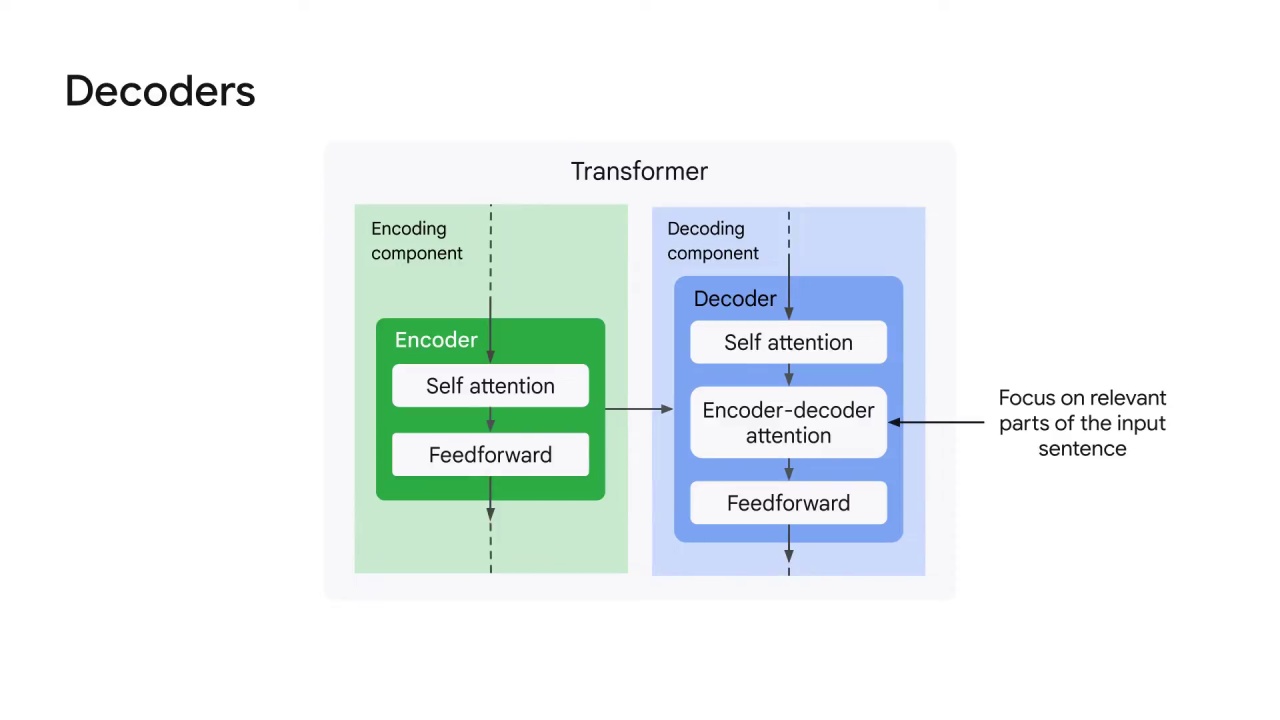 Decoders
Transformer
Encoding
component
Encoder
Self attention
Feedforward
Decoding
component
Decoder
Self attention
Encoder-decoder
attention
Feedforward
Focus on relevant
parts of the input
sentence